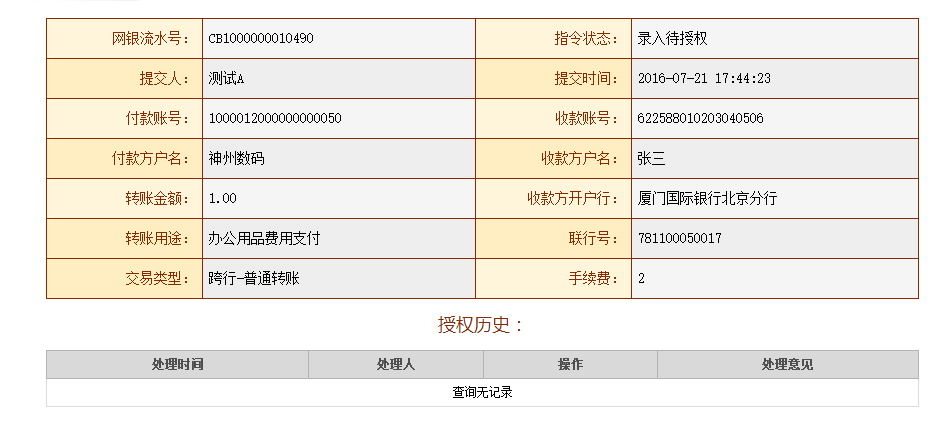 网银流水号： CB1000000010490 指令状态： 录入待授权
提交人： 测试A 提交时间： 2016-07-21 17:44:23
付款账号： 1000012000000000050 收款账号： 622588010203040506
付款方户名： 神州数码 收款方户名： 张三
转账金额： 1.00 收款方开户行： 厦门国际银行北京分行
转账用途： 办公用品费用支付 联行号： 781100050017
交易类型： 跨行-普通转账 手续费： 2
授权历史：
处理时间 处理人 操作 处理意见
查询无记录